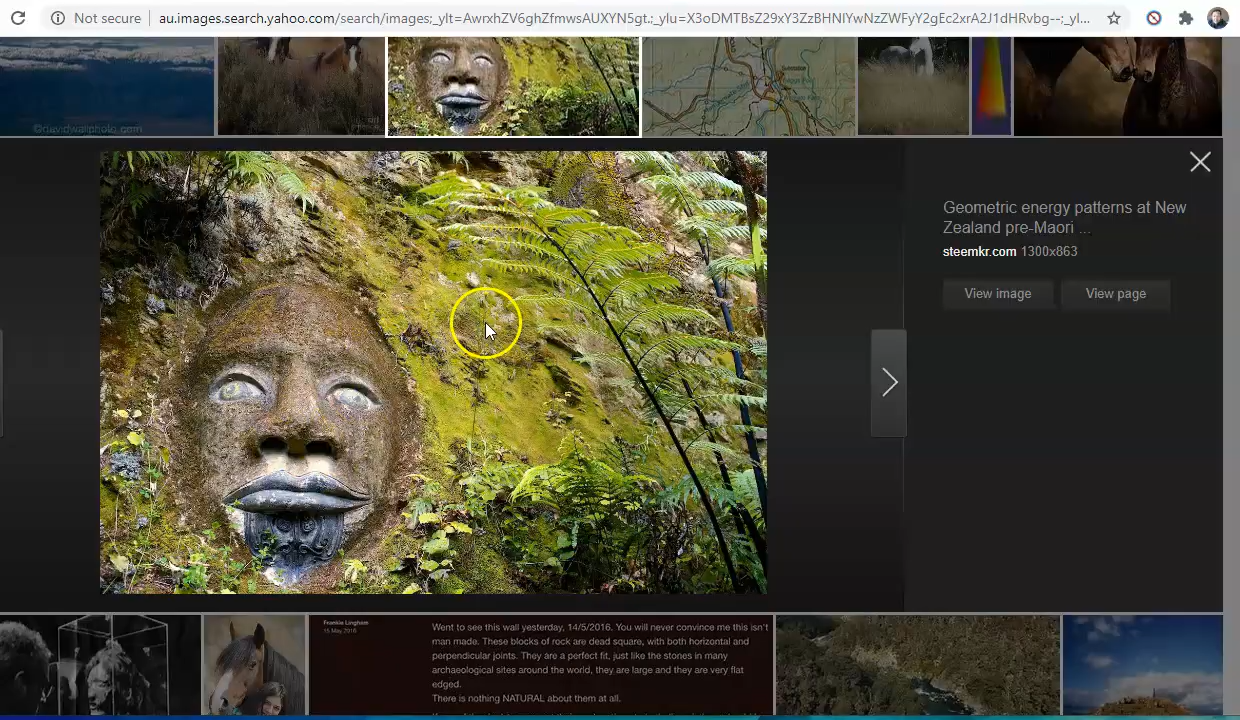 Not secure
au.images.search.yahoo.com/search/images;_ylt=AwrxhZV6ghZfmwsAUXYN5gt.;_ylu=X3oDMTBsZ29xY3ZzBHNlYwNzZWFyY2gEc2xrA2J1dHRvbg--;_yl...
©davidwallphoto.com
Geometric energy patterns at New
Zealand pre-Maori ...
steemkr.com 1300x863
View image
View page
Frankie Lingham
15 May 2016
Went to see this wall yesterday, 14/5/2016. You will never convince me this isn't
man made. These blocks of rock are dead square, with both horizontal and
perpendicular joints. They are a perfect fit, just like the stones in many
archaeological sites around the world, they are large and they are very flat
edged.
There is nothing NATURAL about them at all.